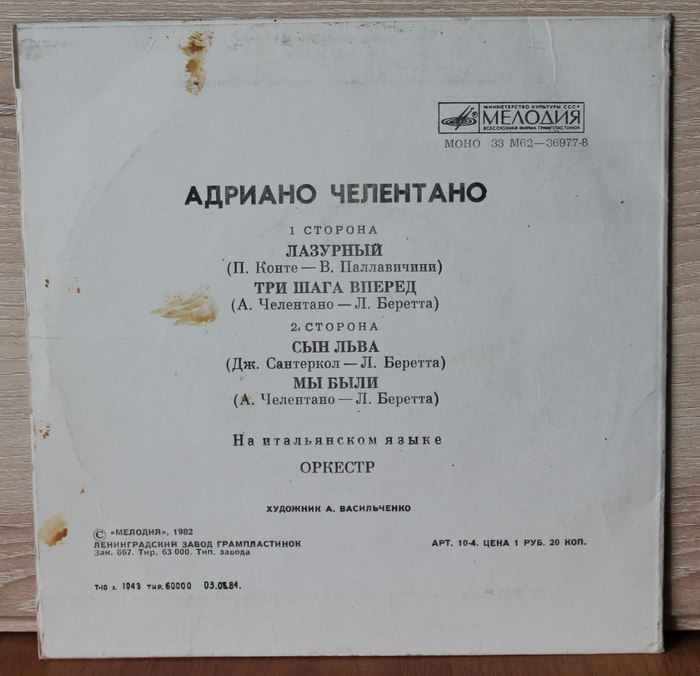 МИНИСТЕРСТВО КУЛЬТУРЫ СССР
МЕЛОДИЯ
ВСЕСОЮЗНАЯ ФИРМА ГРАМПЛАСТИНОК
МОНО 33 М62—36977-8
АДРИАНО ЧЕЛЕНТАНО
1 СТОРОНА
ЛАЗУРНЫЙ
(П. Конте — В. Паллавичини)
ТРИ ШАГА ВПЕРЕД
(А. Челентано — Л. Беретта)
2 СТОРОНА
СЫН ЛЬВА
(Дж. Сантеркол — Л. Беретта)
МЫ БЫЛИ
(А. Челентано — Л. Беретта)
На итальянском языке
ОРКЕСТР
ХУДОЖНИК А. ВАСИЛЬЧЕНКО
© «МЕЛОДИЯ», 1982
ЛЕНИНГРАДСКИЙ ЗАВОД ГРАМПЛАСТИНОК
Зак. 867. Тир. 63 000. Тип. завода
АРТ. 10-4. ЦЕНА 1 РУБ. 20 КОП.
Т-10 з. 1043 тир. 60000